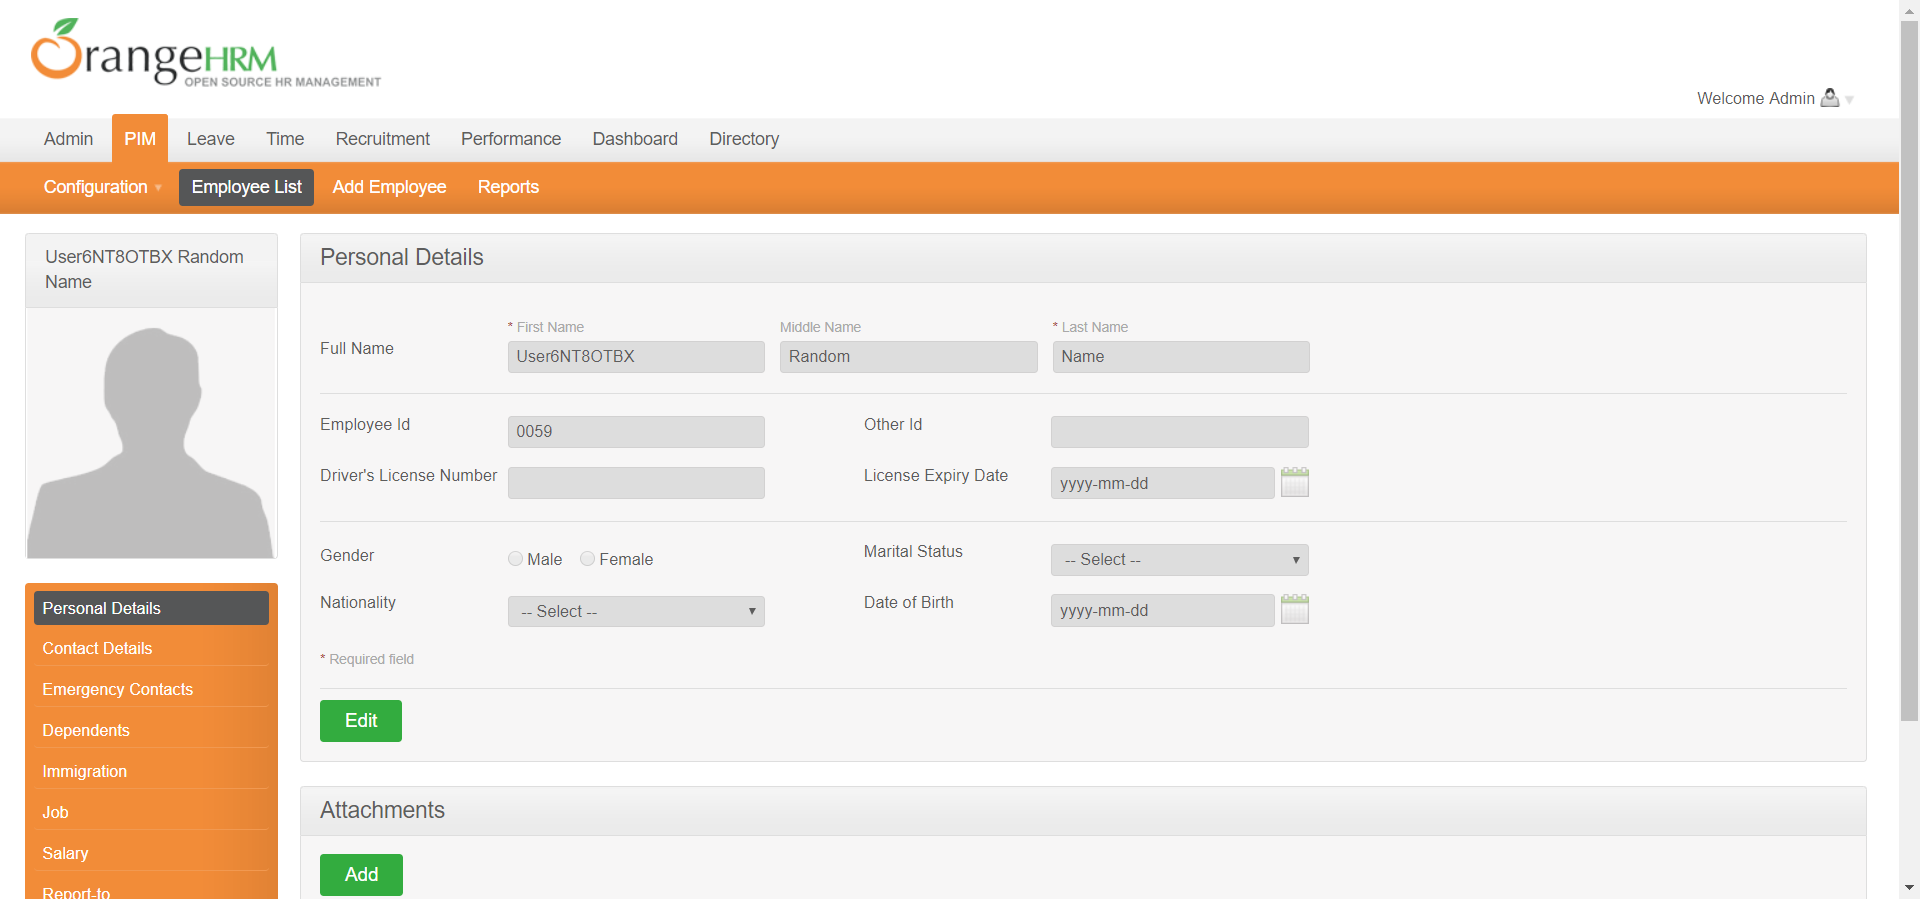 OrangeHRM
OPEN SOURCE HR MANAGEMENT
Welcome Admin
Admin PIM Leave Time Recruitment Performance Dashboard Directory
Configuration Employee List Add Employee Reports
User6NT8OTBX Random
Name
Personal Details
Contact Details
Emergency Contacts
Dependents
Immigration
Job
Salary
Report-to
Personal Details
* First Name Middle Name * Last Name
Full Name User6NT8OTBX Random Name
Employee Id 0059 Other Id
Driver's License Number License Expiry Date yyyy-mm-dd
Gender Male Female Marital Status -- Select --
Nationality -- Select -- Date of Birth yyyy-mm-dd
* Required field
Edit
Attachments
Add